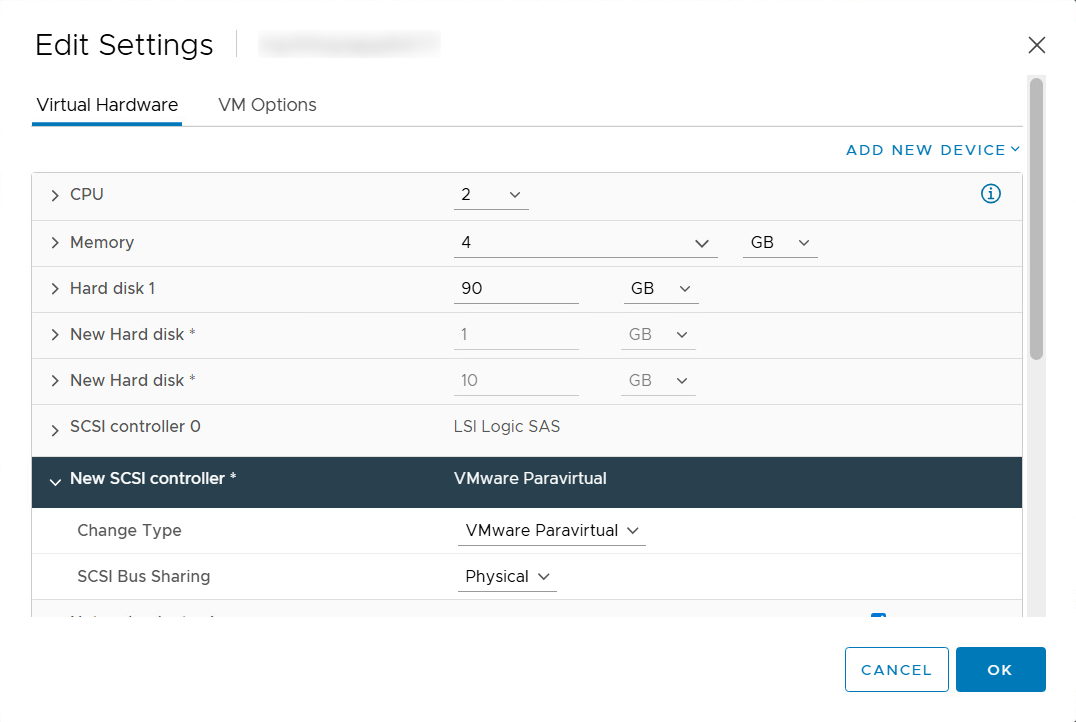 Edit Settings
Virtual Hardware VM Options
ADD NEW DEVICE
CPU 2
Memory 4 GB
Hard disk 1 90 GB
New Hard disk * 1 GB
New Hard disk * 10 GB
SCSI controller 0 LSI Logic SAS
New SCSI controller * VMware Paravirtual
Change Type VMware Paravirtual
SCSI Bus Sharing Physical
CANCEL OK